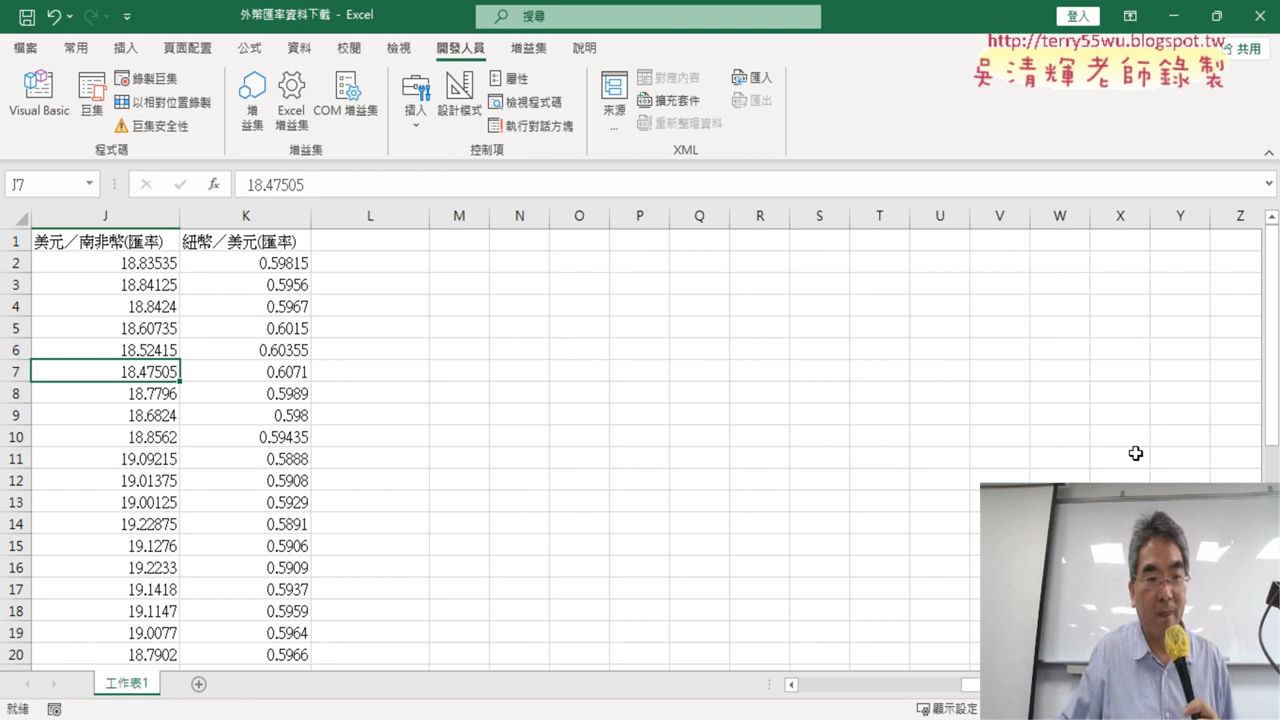 外幣匯率資料下載 - Excel
搜尋
登入
檔案 常用 插入 頁面配置 公式 資料 校閱 檢視 開發人員 增益集 說明
共用
http://terry55wu.blogspot.tw
吳清輝老師錄製
Visual Basic
巨集
錄製巨集
以相對位置錄製
巨集安全性
程式碼
增益集
Excel 增益集
COM 增益集
增益集
插入
設計模式
屬性
檢視程式碼
執行對話方塊
控制項
來源...
對應內容
擴充套件
重新整理資料
匯入
匯出
XML
J7
fx
18.47505
J K L M N O P Q R S T U V W X Y Z
1 美元／南非幣(匯率) 紐幣／美元(匯率)
2 18.83535 0.59815
3 18.84125 0.5956
4 18.8424 0.5967
5 18.60735 0.6015
6 18.52415 0.60355
7 18.47505 0.6071
8 18.7796 0.5989
9 18.6824 0.598
10 18.8562 0.59435
11 19.09215 0.5888
12 19.01375 0.5908
13 19.00125 0.5929
14 19.22875 0.5891
15 19.1276 0.5906
16 19.2233 0.5909
17 19.1418 0.5937
18 19.1147 0.5959
19 19.0077 0.5964
20 18.7902 0.5966
工作表1
就緒
顯示設定